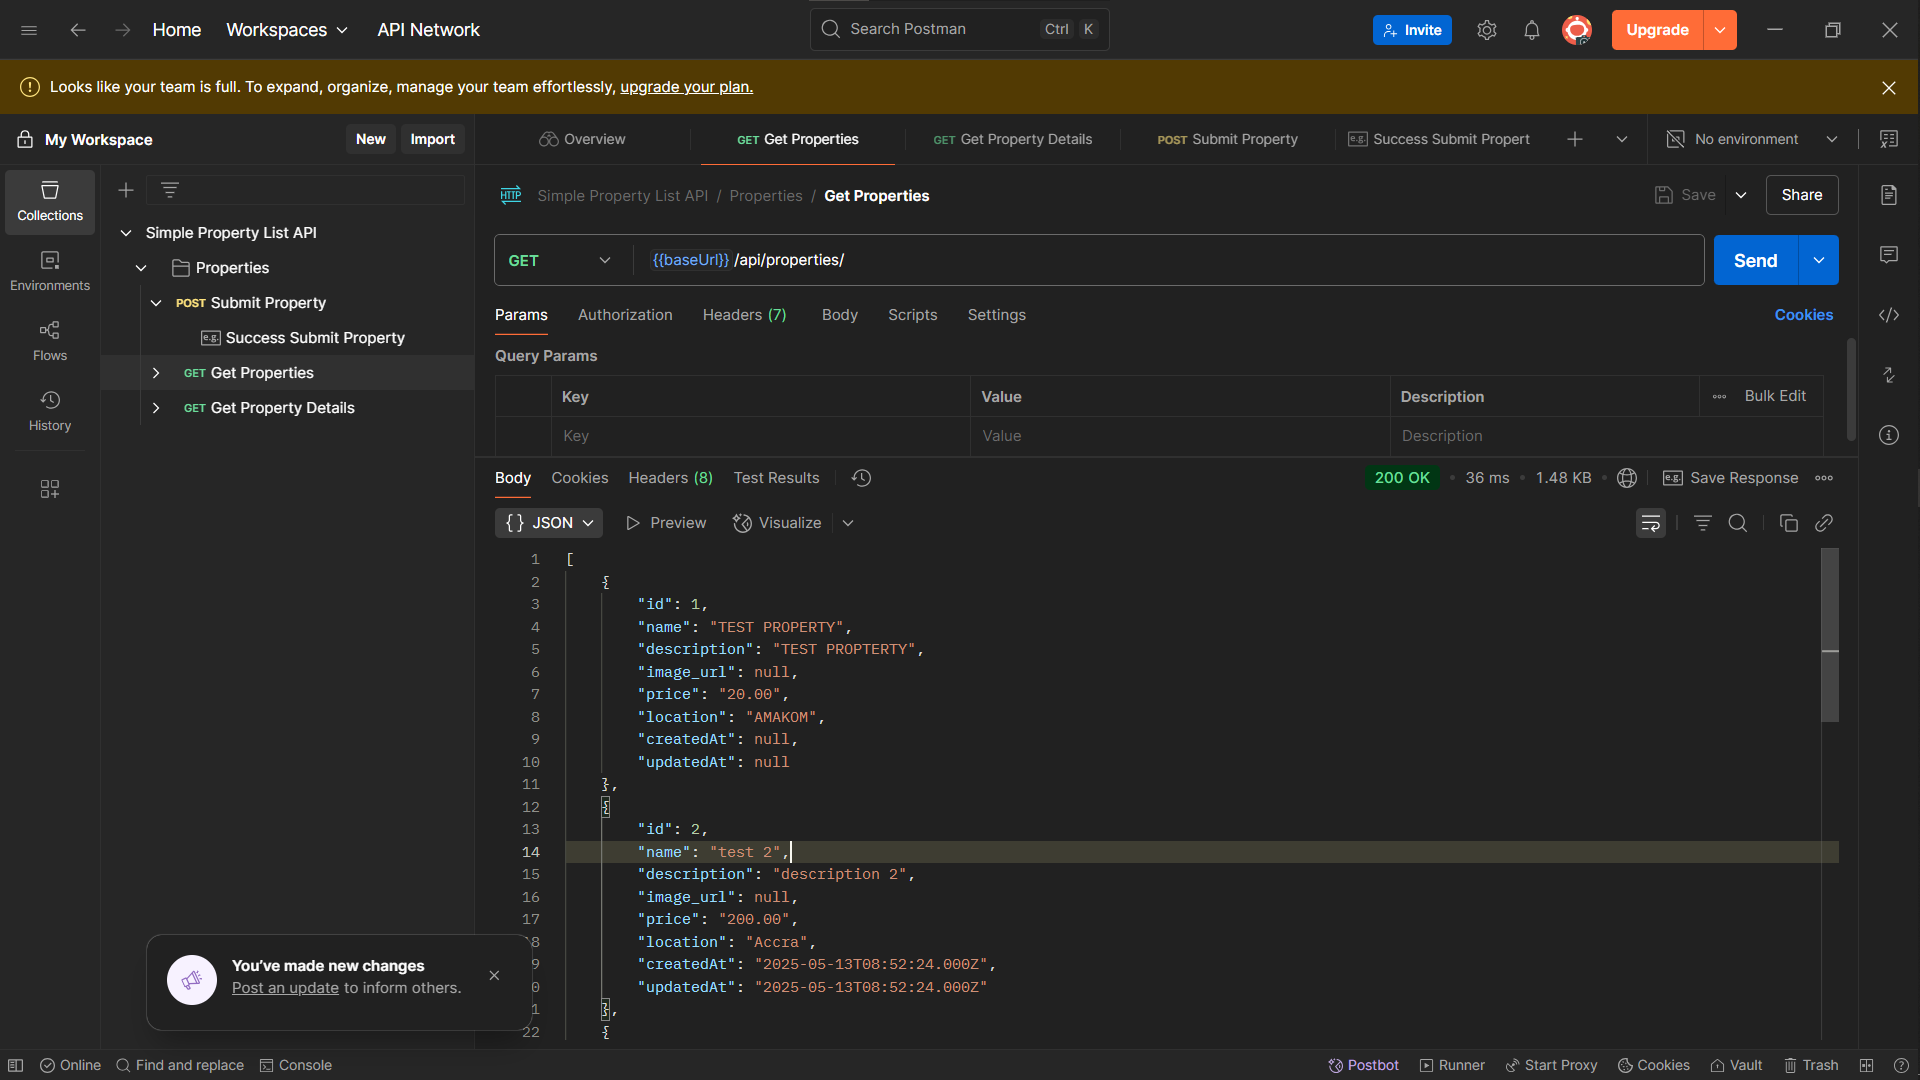 Home
Workspaces
API Network
Search Postman
Ctrl K
Invite
Upgrade
Looks like your team is full. To expand, organize, manage your team effortlessly, upgrade your plan.
My Workspace
New
Import
Overview
GET Get Properties
GET Get Property Details
POST Submit Property
e.g. Success Submit Propert
No environment
Collections
Environments
Flows
History
Simple Property List API
Properties
POST Submit Property
e.g. Success Submit Property
GET Get Properties
GET Get Property Details
HTTP Simple Property List API / Properties / Get Properties
Save
Share
GET
{{baseUrl}} /api/properties/
Send
Params
Authorization
Headers (7)
Body
Scripts
Settings
Cookies
Query Params
Key Value Description Bulk Edit
Key Value Description
Body
Cookies
Headers (8)
Test Results
200 OK • 36 ms • 1.48 KB
e.g. Save Response
{} JSON
Preview
Visualize
1 [
2 {
3 "id": 1,
4 "name": "TEST PROPERTY",
5 "description": "TEST PROPTERTY",
6 "image_url": null,
7 "price": "20.00",
8 "location": "AMAKOM",
9 "createdAt": null,
10 "updatedAt": null
11 },
12 {
13 "id": 2,
14 "name": "test 2",
15 "description": "description 2",
16 "image_url": null,
17 "price": "200.00",
8 "location": "Accra",
9 "createdAt": "2025-05-13T08:52:24.000Z",
0 "updatedAt": "2025-05-13T08:52:24.000Z"
1 },
22 {
You've made new changes
Post an update to inform others.
Online
Find and replace
Console
Postbot
Runner
Start Proxy
Cookies
Vault
Trash